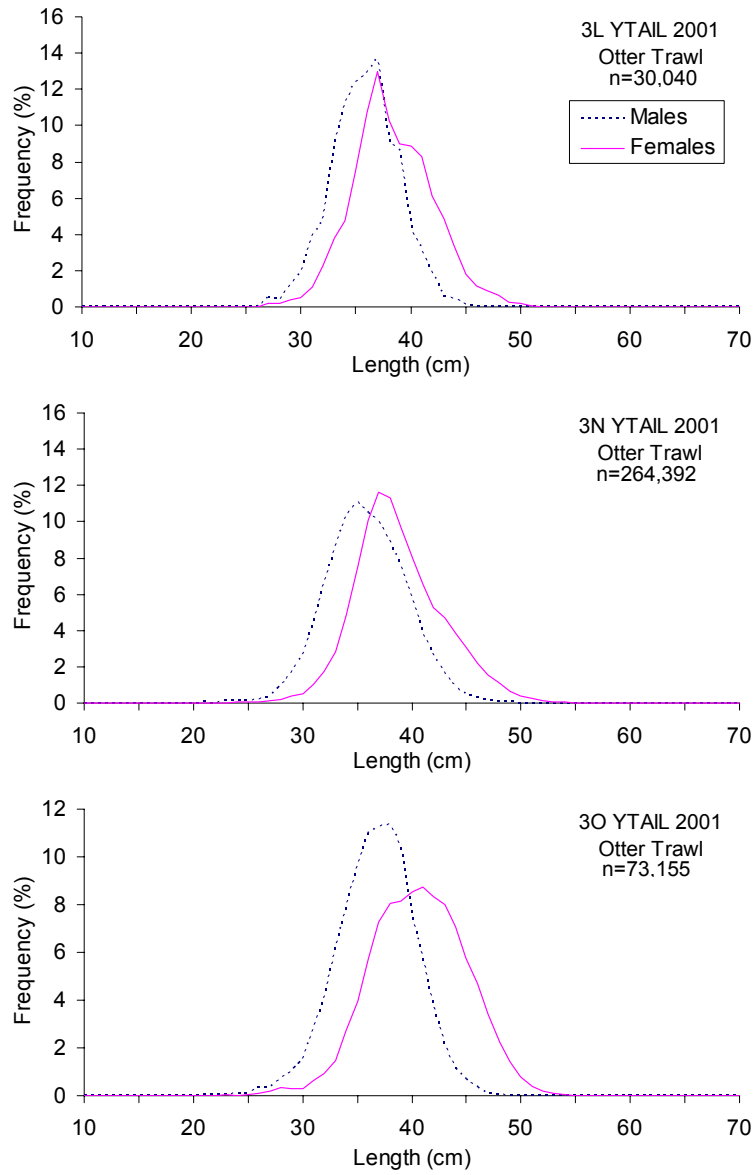 3L YTAIL 2001
Otter Trawl
n=30,040
Males
Females
Frequency (%)
16
14
12
10
8
6
4
2
0
10 20 30 40 50 60 70
Length (cm)
3N YTAIL 2001
Otter Trawl
n=264,392
Frequency (%)
16
14
12
10
8
6
4
2
0
10 20 30 40 50 60 70
Length (cm)
3O YTAIL 2001
Otter Trawl
n=73,155
Frequency (%)
12
10
8
6
4
2
0
10 20 30 40 50 60 70
Length (cm)